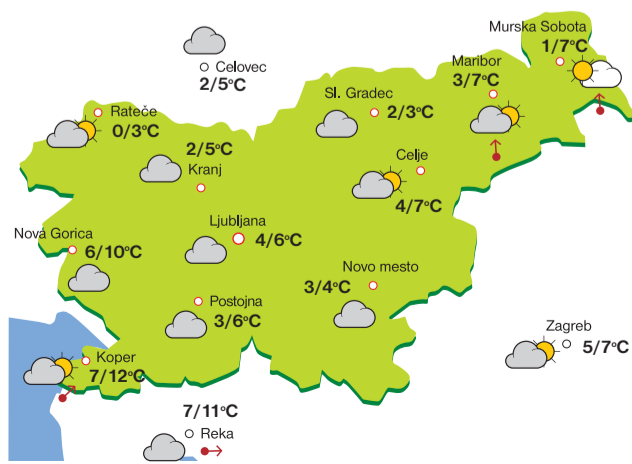 Murska Sobota
1/7°C
Celovec
2/5°C
Maribor
3/7°C
Sl. Gradec
2/3°C
Rateče
0/3°C
2/5°C
Kranj
Celje
4/7°C
Ljubljana
4/6°C
Nová Gorica
6/10°C
Novo mesto
3/4°C
Postojna
3/6°C
Zagreb
5/7°C
Koper
7/12°C
7/11°C
Reka